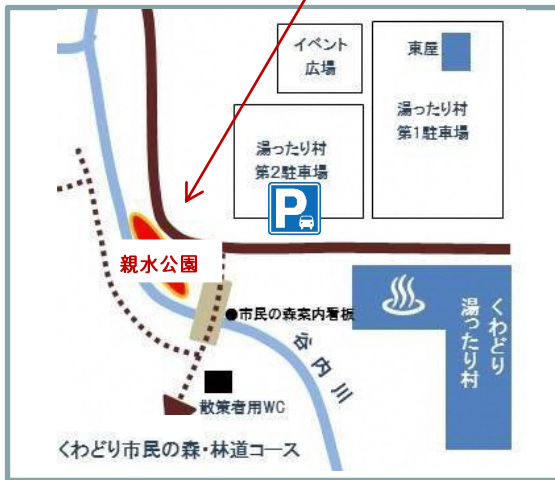 イベント
広場
東屋
湯ったり村
第1駐車場
湯ったり村
第2駐車場
P
親水公園
●市民の森案内看板
谷内川
くわどり
湯ったり村
散策者用WC
くわどり市民の森・林道コース